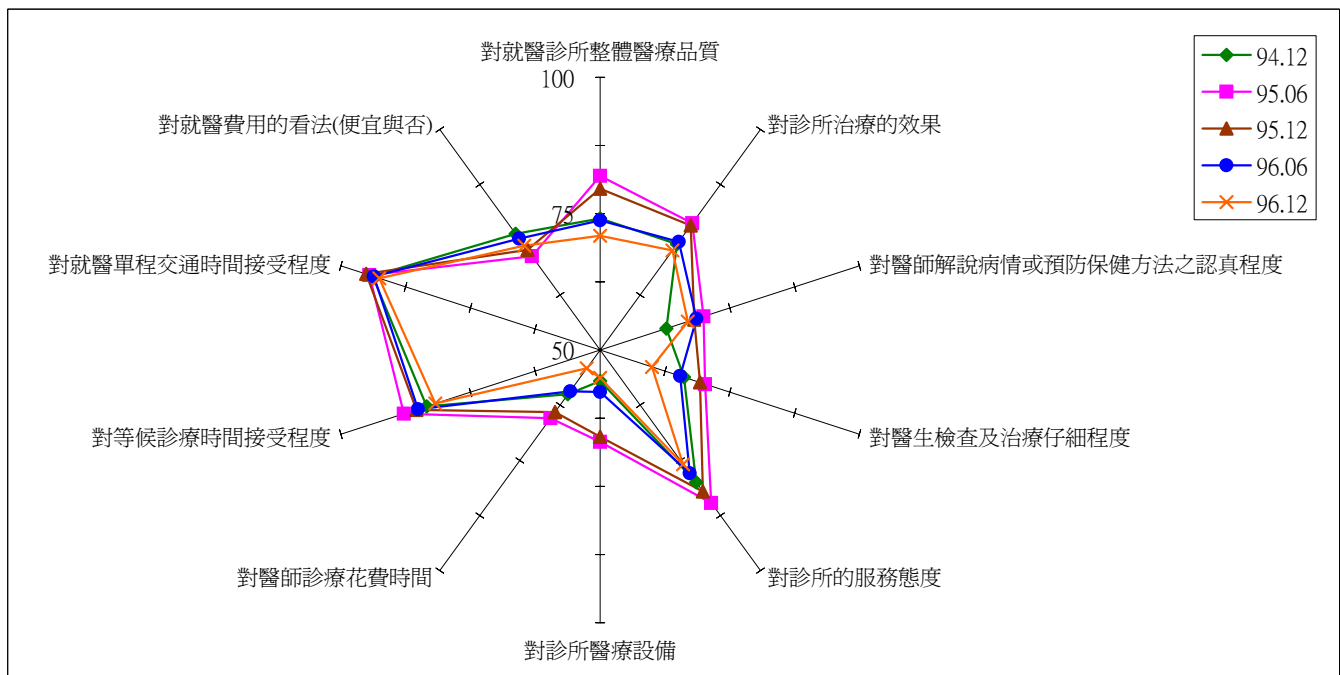 對就醫診所整體醫療品質
100
94.12
95.06
95.12
96.06
96.12
對就醫費用的看法(便宜與否)
對診所治療的效果
75
對就醫單程交通時間接受程度
對醫師解說病情或預防保健方法之認真程度
50
對等候診療時間接受程度
對醫生檢查及治療仔細程度
對醫師診療花費時間
對診所的服務態度
對診所醫療設備